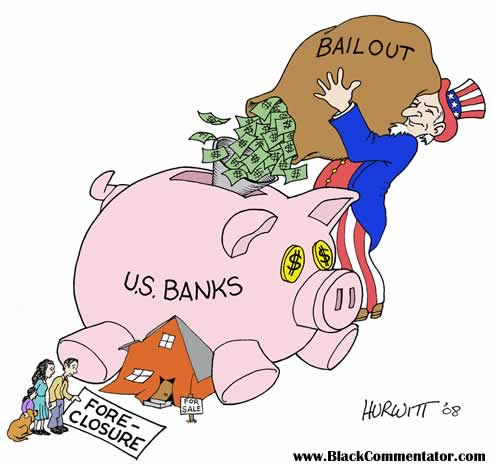 BAILOUT
$ $
U.S. BANKS
FORE-
CLOSURE
FOR
SALE
HURWITT '08
www.BlackCommentator.com